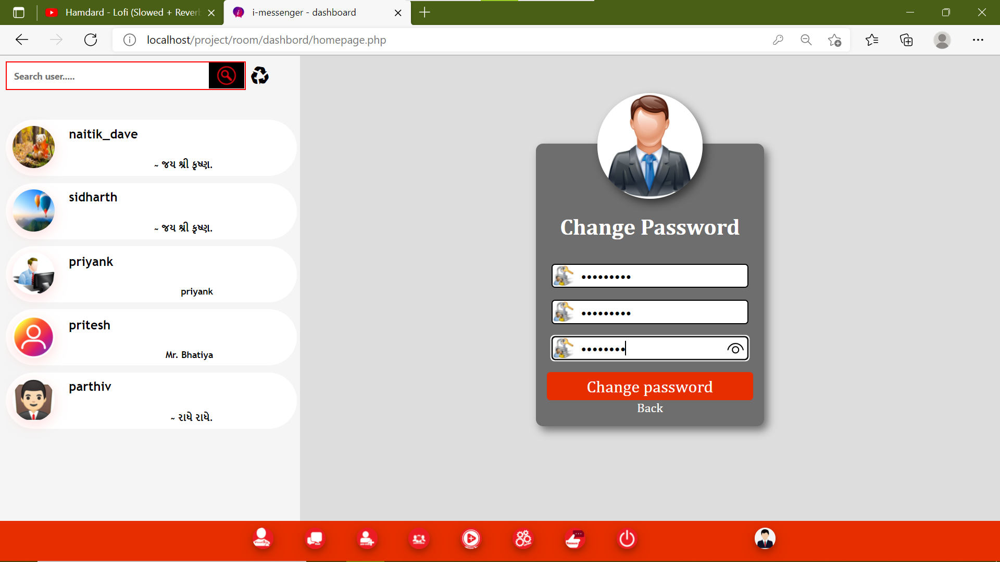 Hamdard - Lofi (Slowed + Rever
i-messenger - dashboard
localhost/project/room/dashbord/homepage.php
Search user.....
naitik_dave
~ જય શ્રી કૃષ્ણ.
sidharth
~ જય શ્રી કૃષ્ણ.
priyank
priyank
pritesh
Mr. Bhatiya
parthiv
~ રાધે રાધે.
Change Password
•••••••••
•••••••••
••••••••
Change password
Back